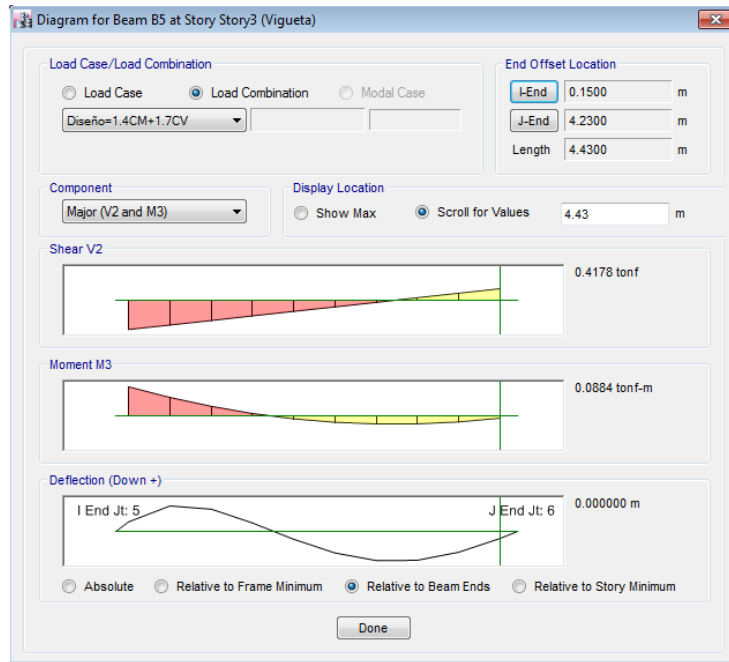 Diagram for Beam B5 at Story Story3 (Vigueta)
Load Case/Load Combination
Load Case Load Combination Modal Case
Diseño=1.4CM+1.7CV
End Offset Location
I-End 0.1500 m
J-End 4.2300 m
Length 4.4300 m
Component
Major (V2 and M3)
Display Location
Show Max Scroll for Values 4.43 m
Shear V2
0.4178 tonf
Moment M3
0.0884 tonf-m
Deflection (Down +)
I End Jt: 5 J End Jt: 6 0.000000 m
Absolute Relative to Frame Minimum Relative to Beam Ends Relative to Story Minimum
Done